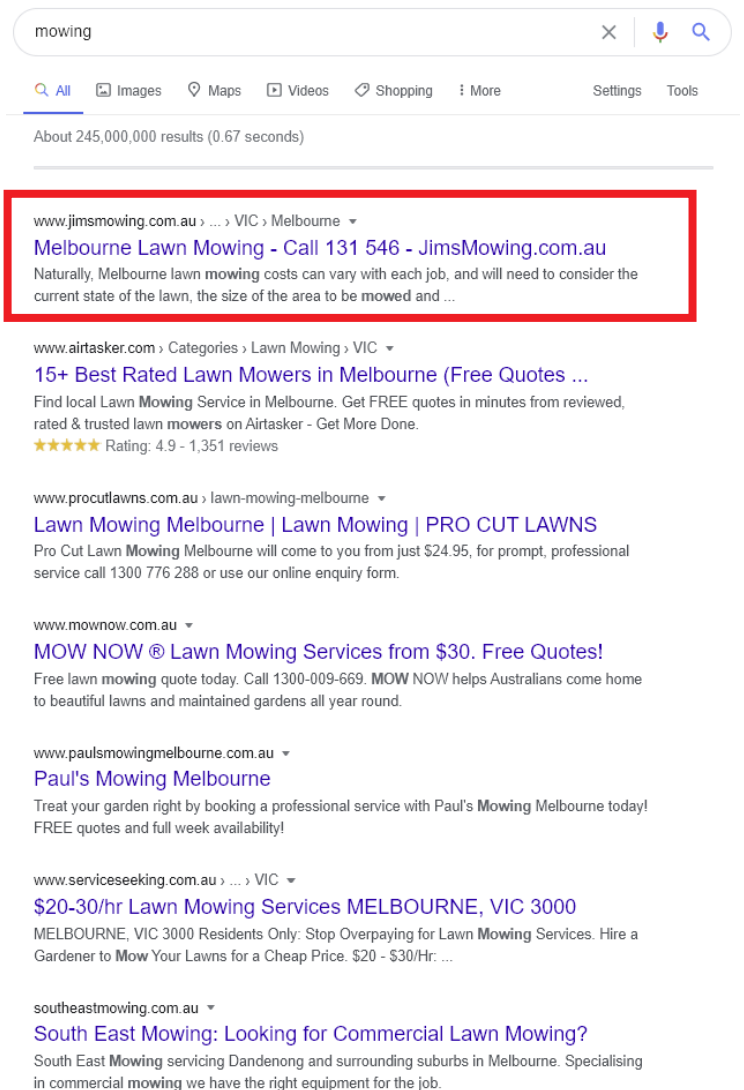 mowing
All Images Maps Videos Shopping More Settings Tools
About 245,000,000 results (0.67 seconds)
www.jimsmowing.com.au › ... › VIC › Melbourne
Melbourne Lawn Mowing - Call 131 546 - JimsMowing.com.au
Naturally, Melbourne lawn mowing costs can vary with each job, and will need to consider the
current state of the lawn, the size of the area to be mowed and ...
www.airtasker.com › Categories › Lawn Mowing › VIC
15+ Best Rated Lawn Mowers in Melbourne (Free Quotes ...
Find local Lawn Mowing Service in Melbourne. Get FREE quotes in minutes from reviewed,
rated & trusted lawn mowers on Airtasker - Get More Done.
Rating: 4.9 - 1,351 reviews
www.procutlawns.com.au › lawn-mowing-melbourne
Lawn Mowing Melbourne | Lawn Mowing | PRO CUT LAWNS
Pro Cut Lawn Mowing Melbourne will come to you from just $24.95, for prompt, professional
service call 1300 776 288 or use our online enquiry form.
www.mownow.com.au
MOW NOW ® Lawn Mowing Services from $30. Free Quotes!
Free lawn mowing quote today. Call 1300-009-669. MOW NOW helps Australians come home
to beautiful lawns and maintained gardens all year round.
www.paulsmowingmelbourne.com.au
Paul's Mowing Melbourne
Treat your garden right by booking a professional service with Paul's Mowing Melbourne today!
FREE quotes and full week availability!
www.serviceseeking.com.au › ... › VIC
$20-30/hr Lawn Mowing Services MELBOURNE, VIC 3000
MELBOURNE, VIC 3000 Residents Only: Stop Overpaying for Lawn Mowing Services. Hire a
Gardener to Mow Your Lawns for a Cheap Price. $20 - $30/Hr: ...
southeastmowing.com.au
South East Mowing: Looking for Commercial Lawn Mowing?
South East Mowing servicing Dandenong and surrounding suburbs in Melbourne. Specialising
in commercial mowing we have the right equipment for the job.